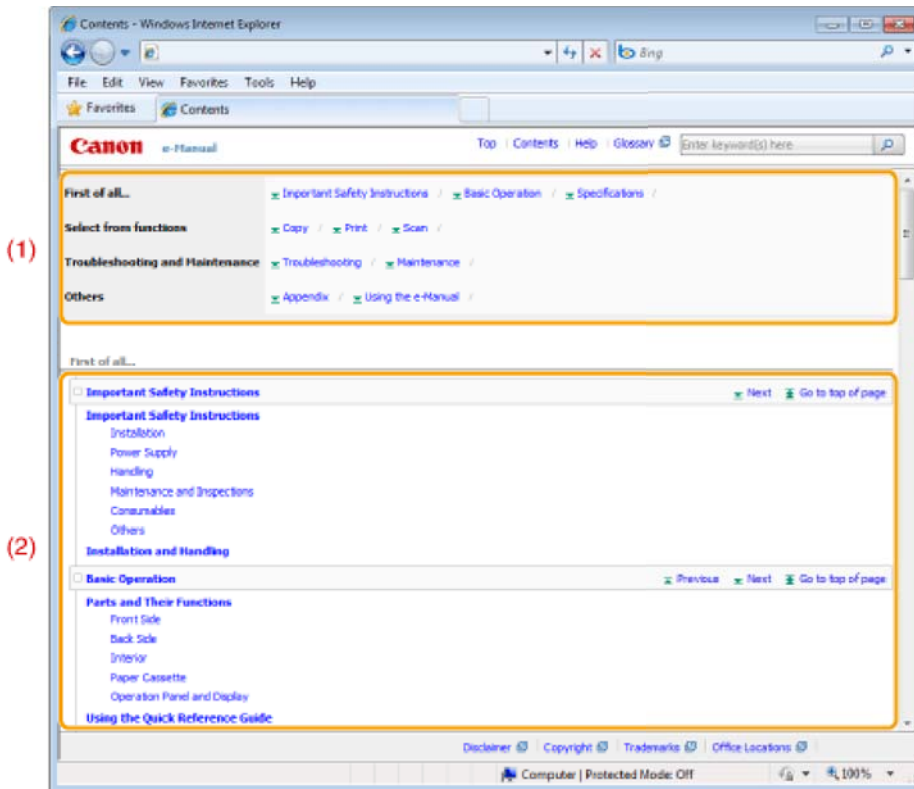 Contents - Windows Internet Explorer
Bing
File Edit View Favorites Tools Help
Favorites Contents
Canon e-Manual Top Contents Help Glossary Enter keyword(s) here
(1)
First of all... Important Safety Instructions / Basic Operation / Specifications /
Select from functions Copy / Print / Scan /
Troubleshooting and Maintenance Troubleshooting / Maintenance /
Others Appendix / Using the e-Manual /
First of all...
(2)
Important Safety Instructions Next Go to top of page
Important Safety Instructions
Installation
Power Supply
Handling
Maintenance and Inspections
Consumables
Others
Installation and Handling
Basic Operation Previous Next Go to top of page
Parts and Their Functions
Front Side
Back Side
Interior
Paper Cassette
Operation Panel and Display
Using the Quick Reference Guide
Disclaimer Copyright Trademarks Office Locations
Computer | Protected Mode: Off 100%